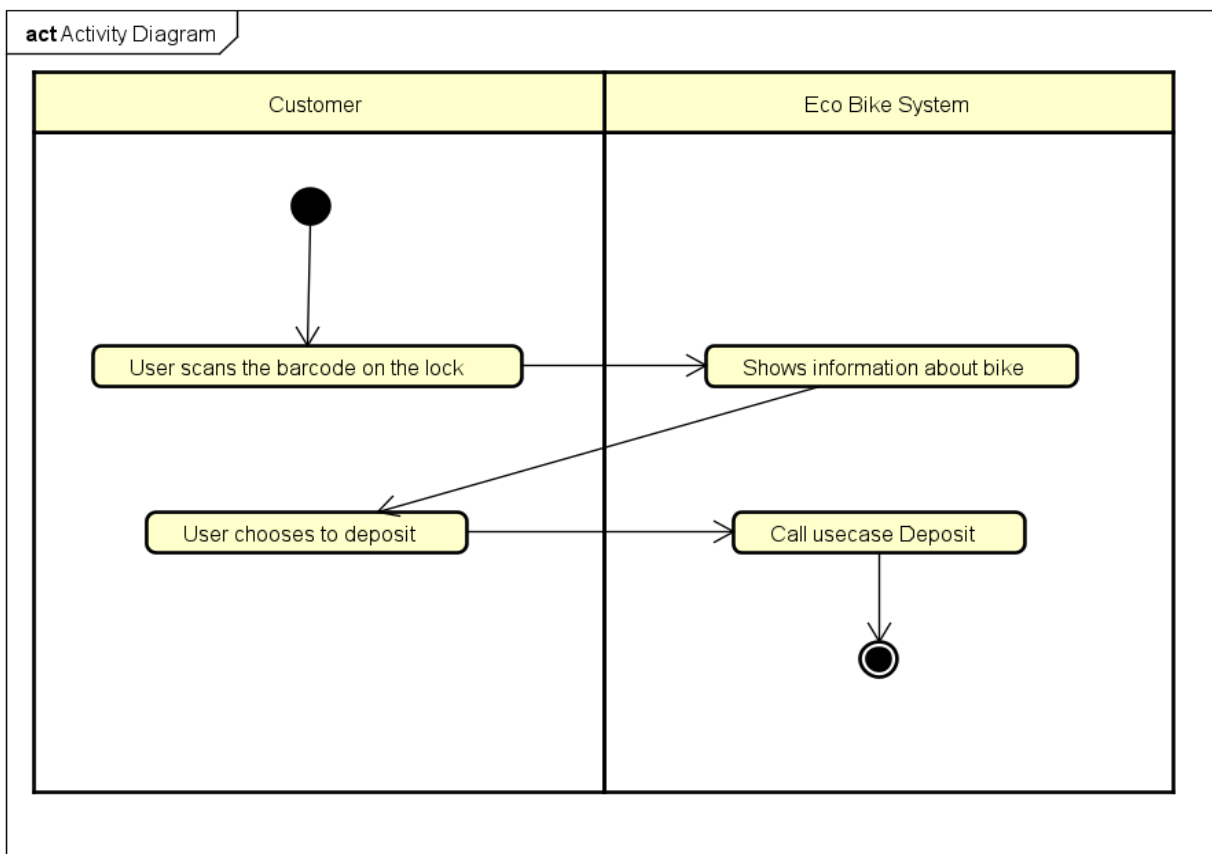 act Activity Diagram
Customer
Eco Bike System
User scans the barcode on the lock
Shows information about bike
User chooses to deposit
Call usecase Deposit